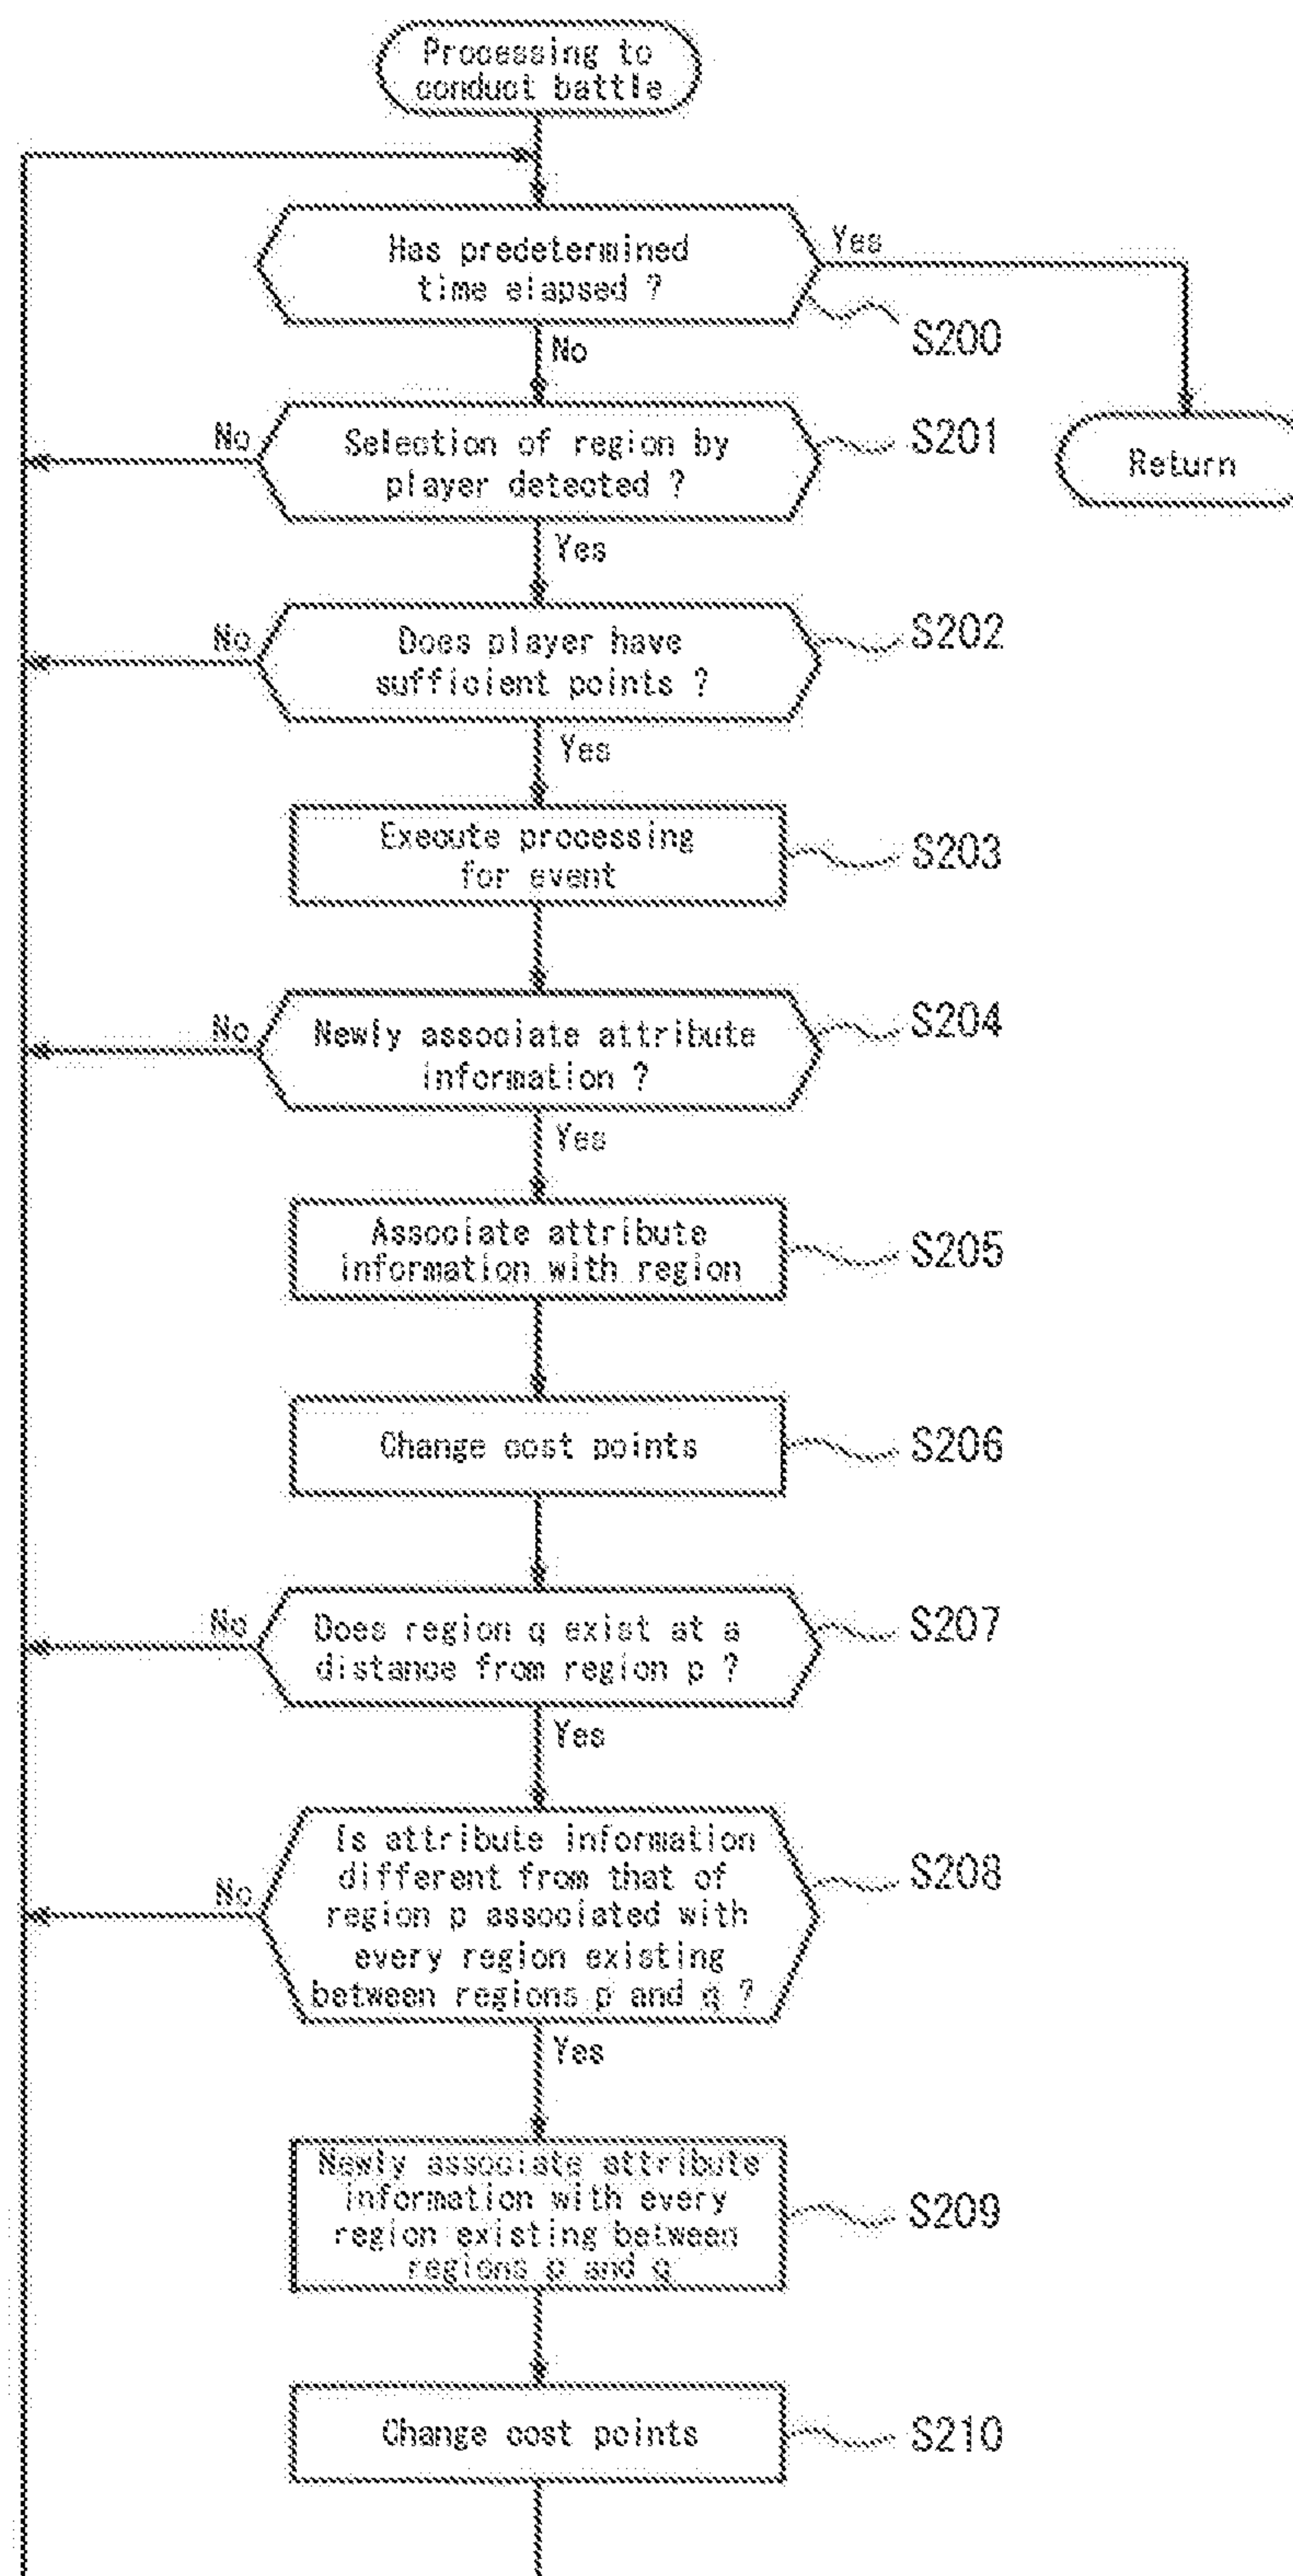 Processing to
conduct battle
Has predetermined
time elapsed ?
Yes
S200
No
Selection of region by
player detected ?
No
S201
Return
Yes
Does player have
sufficient points ?
No
S202
Yes
Execute processing
for event
S203
Newly associate attribute
information ?
No
S204
Yes
Associate attribute
information with region
S205
Change cost points
S206
Does region q exist at a
distance from region p ?
No
S207
Yes
Is attribute information
different from that of
region p associated with
every region existing
between regions p and q ?
No
S208
Yes
Newly associate attribute
information with every
region existing between
regions p and q
S209
Change cost points
S210